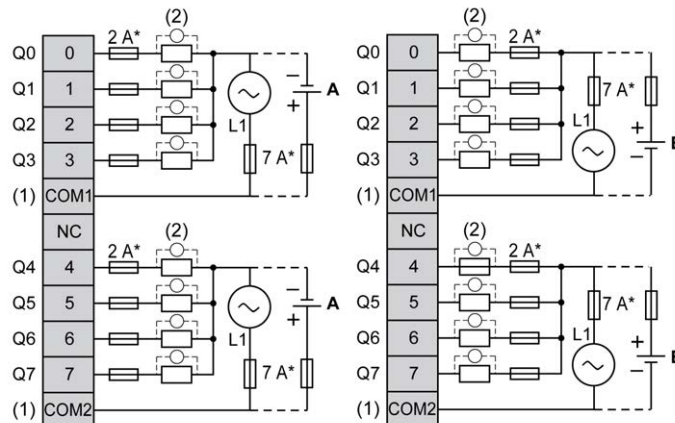 (2) (2)
Q0 0 2 A* Q0 0 2 A*
Q1 1 − A Q1 1 7 A*
Q2 2 + Q2 2 L1 +
L1
Q3 3 7 A* Q3 3 −
(1) COM1 (1) COM1
NC NC
(2) (2)
Q4 4 2 A* Q4 4 2 A*
Q5 5 − A Q5 5 7 A*
Q6 6 + Q6 6 L1 +
L1
Q7 7 7 A* Q7 7 −
(1) COM2 (1) COM2